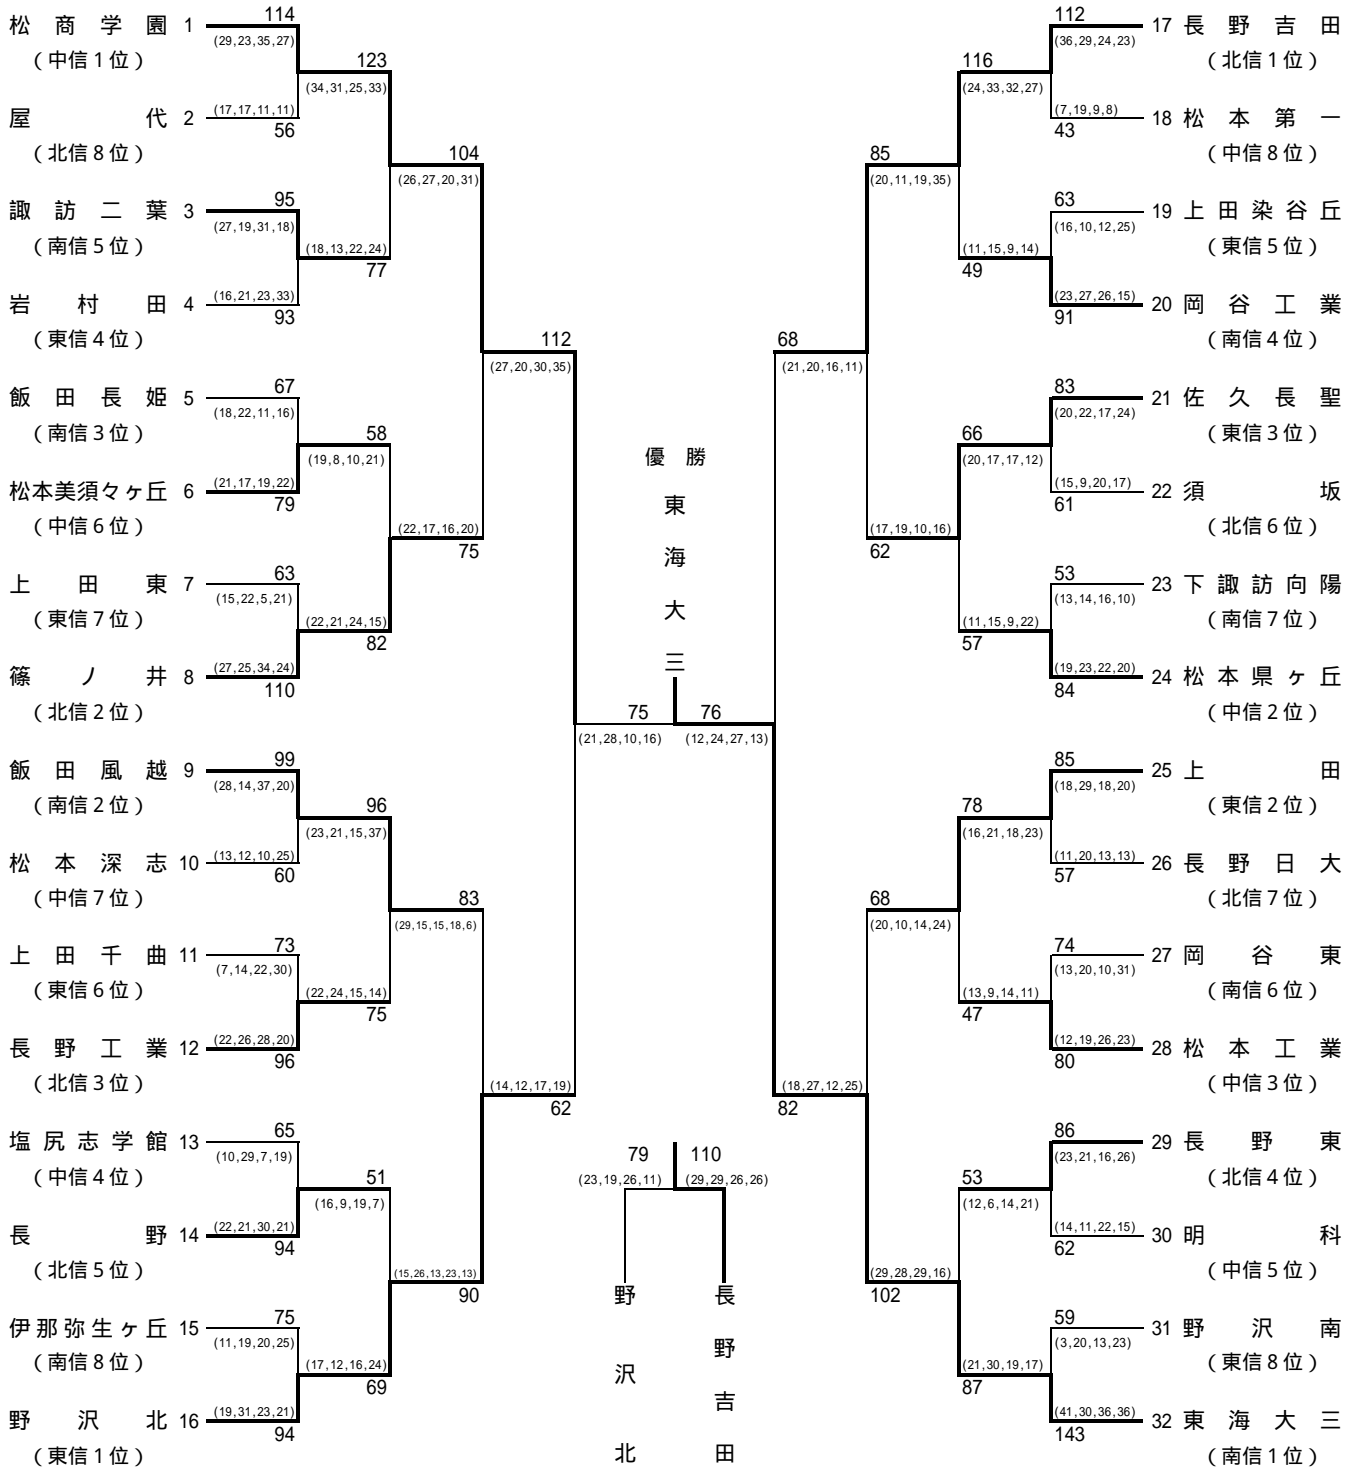 松商学園 1 114
(29,23,35,27)
(中信1位)
123
(34,31,25,33)
屋代 2 (17,17,11,11)
56
(北信8位)
104
(26,27,20,31)
諏訪二葉 3 95
(27,19,31,18)
(南信5位)
(18,13,22,24)
77
岩村田 4 (16,21,23,33)
93
(東信4位)
112
(27,20,30,35)
飯田長姫 5 67
(18,22,11,16)
(南信3位)
58
(19,8,10,21)
松本美須々ヶ丘 6 (21,17,19,22)
79
(中信6位)
(22,17,16,20)
75
上田東 7 63
(15,22,5,21)
(東信7位)
(22,21,24,15)
82
篠ノ井 8 (27,25,34,24)
110
(北信2位)
飯田風越 9 99
(28,14,37,20)
(南信2位)
96
(23,21,15,37)
松本深志 10 (13,12,10,25)
60
(中信7位)
83
(29,15,15,18,6)
上田千曲 11 73
(7,14,22,30)
(東信6位)
(22,24,15,14)
75
長野工業 12 (22,26,28,20)
96
(北信3位)
(14,12,17,19)
62
塩尻志学館 13 65
(10,29,7,19)
(中信4位)
51
(16,9,19,7)
長野 14 (22,21,30,21)
94
(北信5位)
(15,26,13,23,13)
90
伊那弥生ヶ丘 15 75
(11,19,20,25)
(南信8位)
(17,12,16,24)
69
野沢北 16 (19,31,23,21)
94
(東信1位)
優勝
東海大三
75 76
(21,28,10,16) (12,24,27,13)
79 110
(23,19,26,11) (29,29,26,26)
野沢北
長野吉田
112 17 長野吉田
(36,29,24,23)
(北信1位)
116
(24,33,32,27)
(7,19,9,8) 18 松本第一
43
(中信8位)
85
(20,11,19,35)
63 19 上田染谷丘
(16,10,12,25)
(東信5位)
(11,15,9,14)
49
(23,27,26,15) 20 岡谷工業
91
(南信4位)
68
(21,20,16,11)
83 21 佐久長聖
(20,22,17,24)
(東信3位)
66
(20,17,17,12)
(15,9,20,17) 22 須坂
61
(北信6位)
(17,19,10,16)
62
53 23 下諏訪向陽
(13,14,16,10)
(南信7位)
(11,15,9,22)
57
(19,23,22,20) 24 松本県ヶ丘
84
(中信2位)
85 25 上田
(18,29,18,20)
(東信2位)
78
(16,21,18,23)
(11,20,13,13) 26 長野日大
57
(北信7位)
68
(20,10,14,24)
74 27 岡谷東
(13,20,10,31)
(南信6位)
(13,9,14,11)
47
(12,19,26,23) 28 松本工業
80
(中信3位)
(18,27,12,25)
82
86 29 長野東
(23,21,16,26)
(北信4位)
53
(12,6,14,21)
(14,11,22,15) 30 明科
62
(中信5位)
(29,28,29,16)
102
59 31 野沢南
(3,20,13,23)
(東信8位)
(21,30,19,17)
87
(41,30,36,36) 32 東海大三
143
(南信1位)